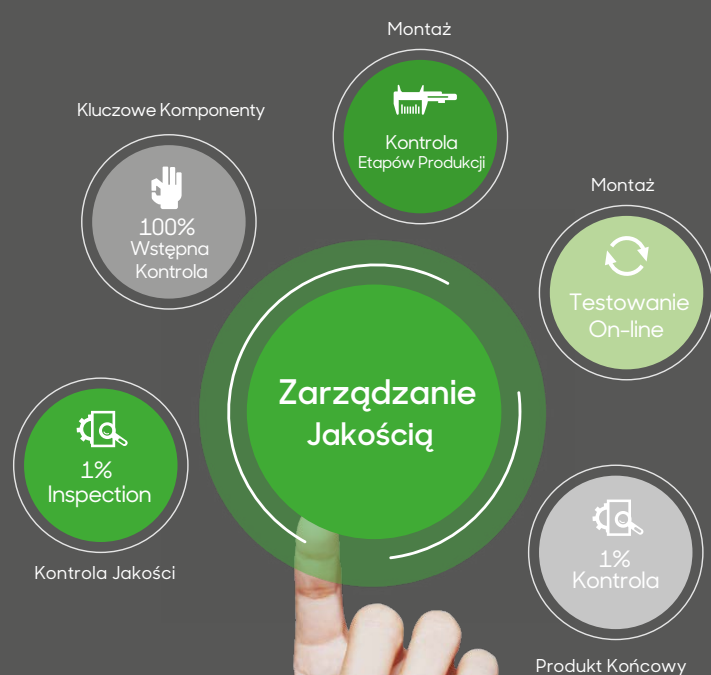 Montaż
Kontrola
Etapów Produkcji
Kluczowe Komponenty
100%
Wstępna
Kontrola
Montaż
Testowanie
On-line
Zarządzanie
Jakością
1%
Inspection
Kontrola Jakości
1%
Kontrola
Produkt Końcowy